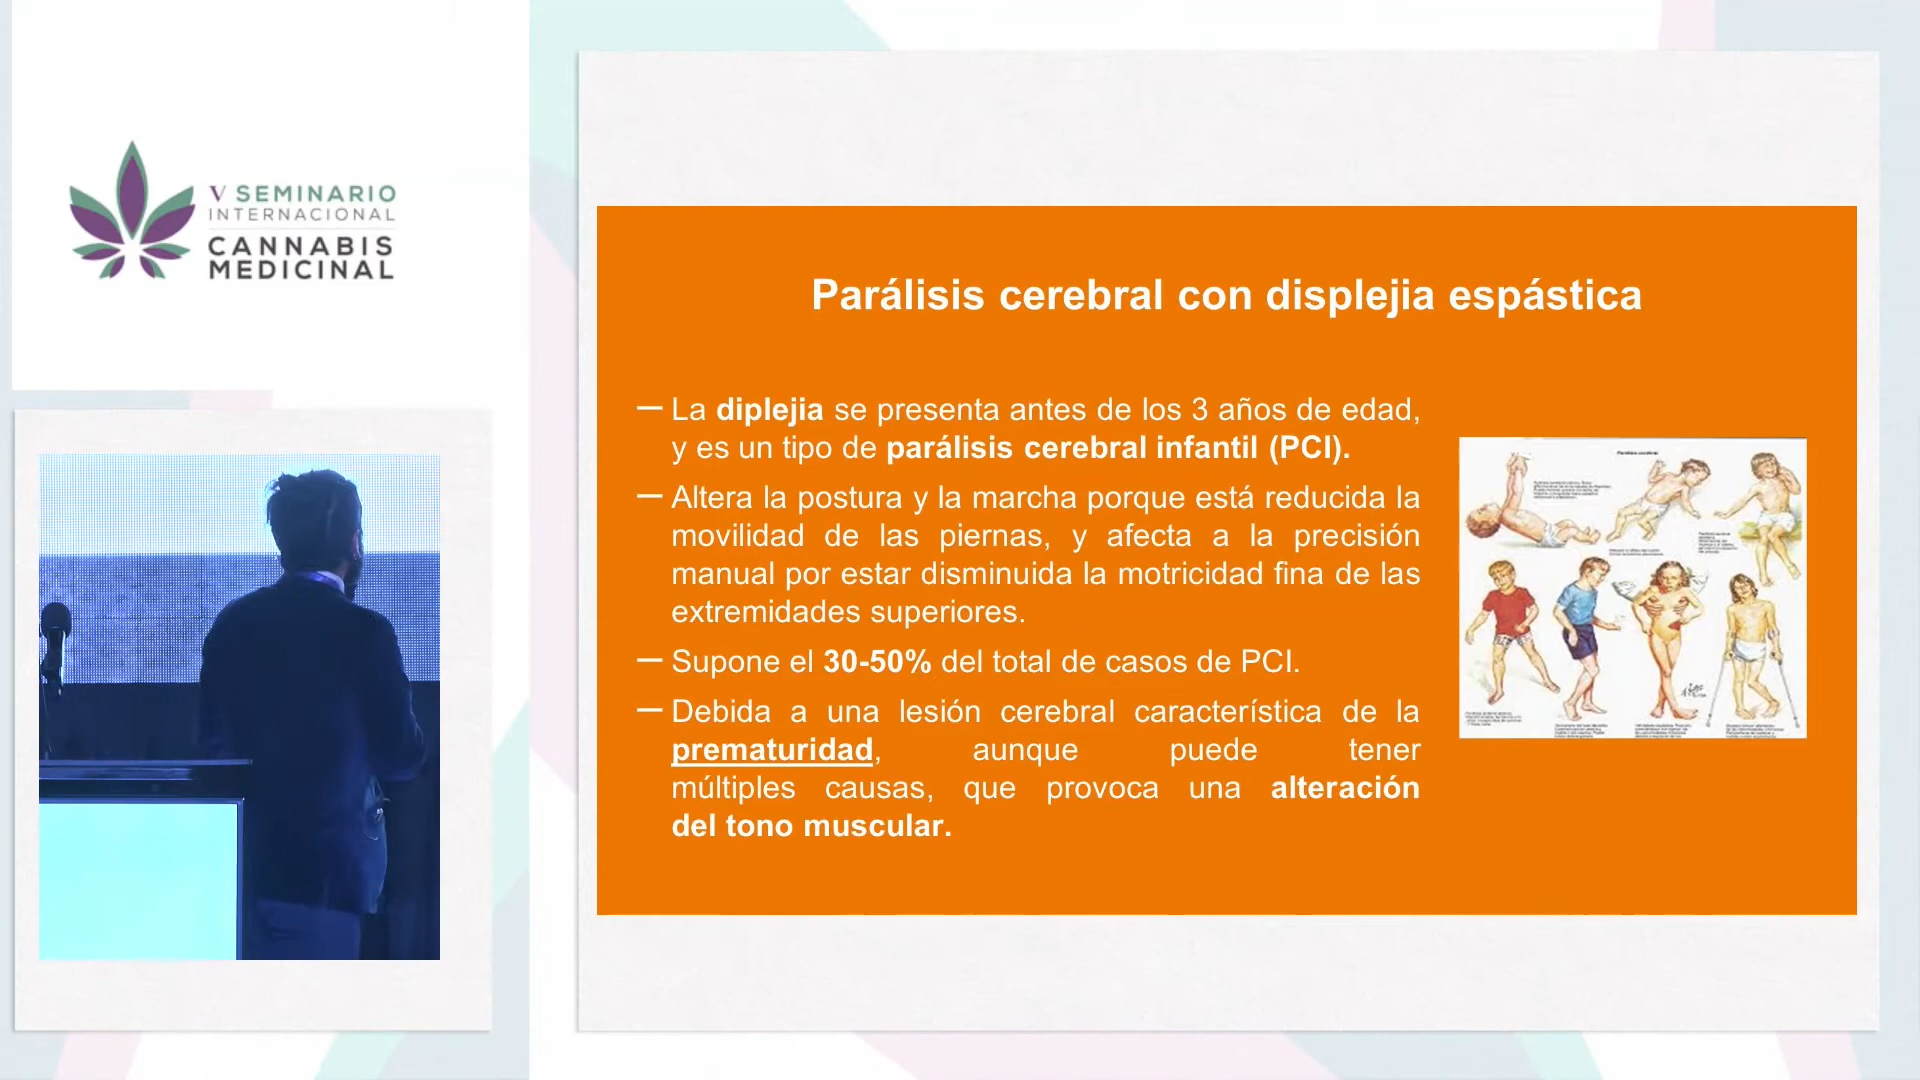 V SEMINARIO
INTERNACIONAL
CANNABIS
MEDICINAL
Parálisis cerebral con displejia espástica
— La diplejia se presenta antes de los 3 años de edad,
y es un tipo de parálisis cerebral infantil (PCI).
— Altera la postura y la marcha porque está reducida la
movilidad de las piernas, y afecta a la precisión
manual por estar disminuida la motricidad fina de las
extremidades superiores.
— Supone el 30-50% del total de casos de PCI.
— Debida a una lesión cerebral característica de la
prematuridad, aunque puede tener
múltiples causas, que provoca una alteración
del tono muscular.
Parálisis cerebral